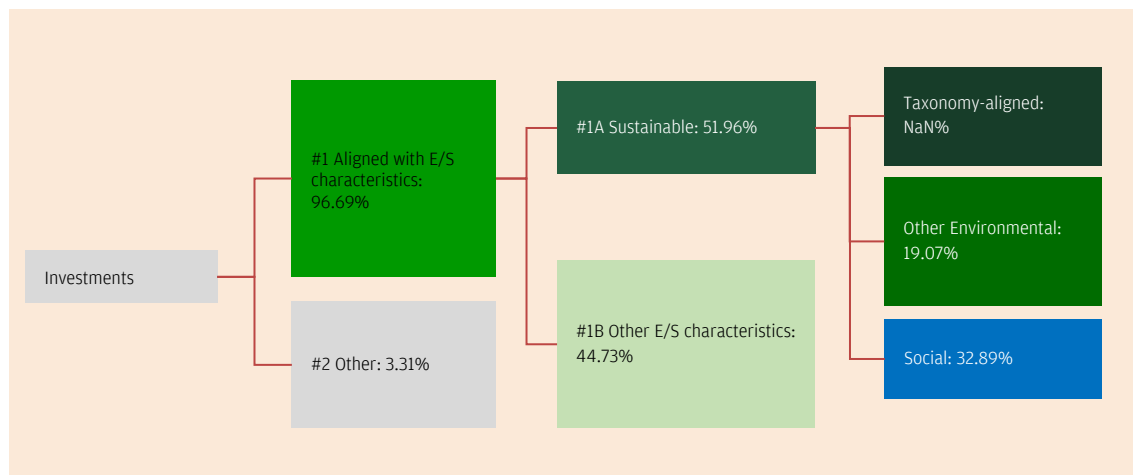 Investments
#1 Aligned with E/S
characteristics:
96.69%
#2 Other: 3.31%
#1A Sustainable: 51.96%
#1B Other E/S characteristics:
44.73%
Taxonomy-aligned:
NaN%
Other Environmental:
19.07%
Social: 32.89%